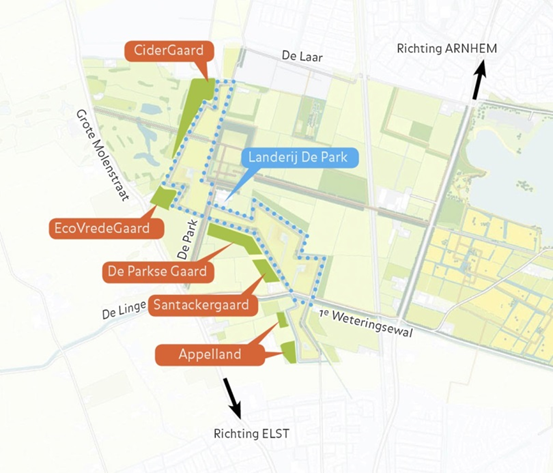 CiderGaard
De Laar
Richting ARNHEM
Grote Molenstraat
Landerij De Park
EcoVredeGaard
De Park
De Parkse Gaard
Santackergaard
De Linge
1e Weteringsewal
Appelland
Richting ELST